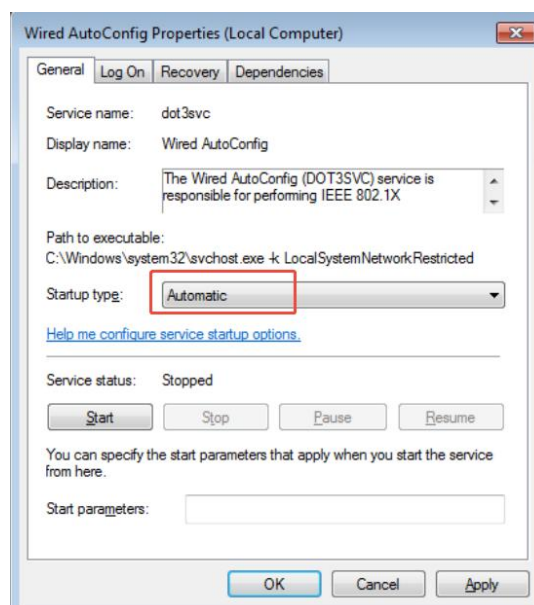 Wired AutoConfig Properties (Local Computer)
General Log On Recovery Dependencies
Service name: dot3svc
Display name: Wired AutoConfig
Description: The Wired AutoConfig (DOT3SVC) service is
responsible for performing IEEE 802.1X
Path to executable:
C:\Windows\system32\svchost.exe -k LocalSystemNetworkRestricted
Startup type: Automatic
Help me configure service startup options.
Service status: Stopped
Start Stop Pause Resume
You can specify the start parameters that apply when you start the service
from here.
Start parameters:
OK Cancel Apply